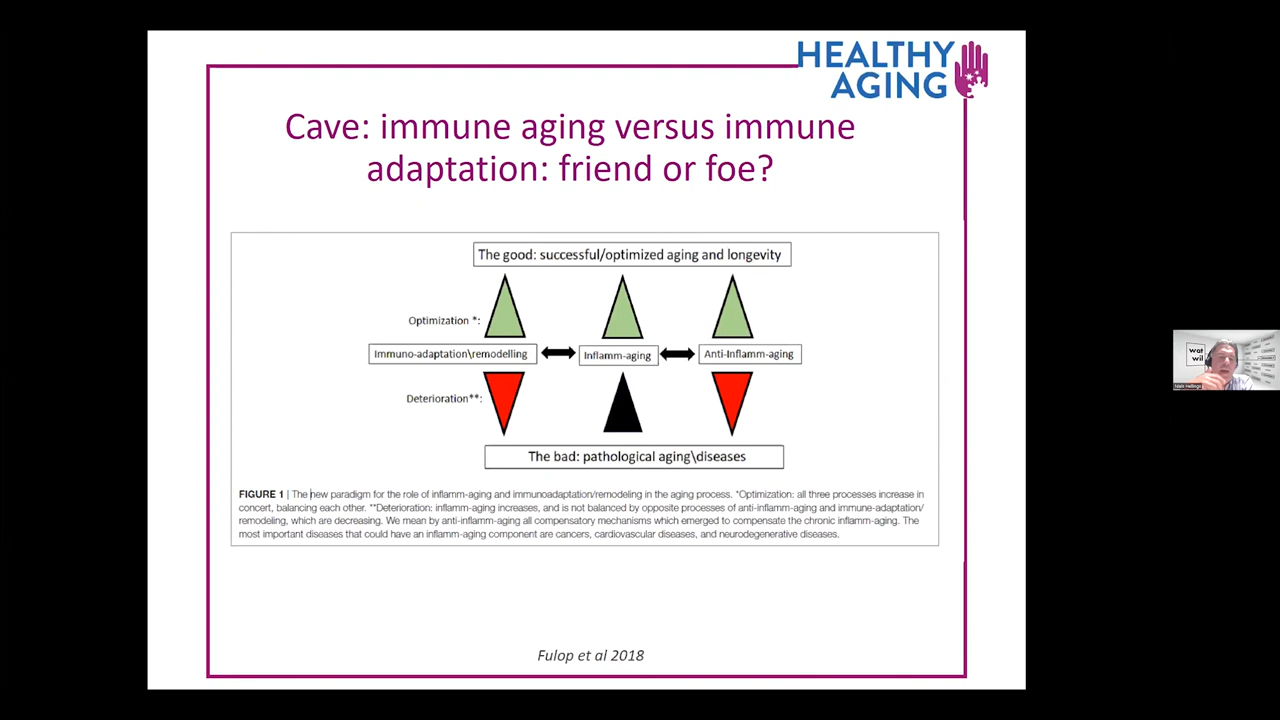 HEALTHY
AGING
Cave: immune aging versus immune
adaptation: friend or foe?
The good: successful/optimized aging and longevity
Optimization *:
Immuno-adaptation\remodelling
Inflamm-aging
Anti-Inflamm-aging
Deterioration**:
The bad: pathological aging\diseases
FIGURE 1 | The new paradigm for the role of inflamm-aging and immunoadaptation/remodeling in the aging process. *Optimization: all three processes increase in
concert, balancing each other. **Deterioration: inflamm-aging increases, and is not balanced by opposite processes of anti-inflamm-aging and immune-adaptation/
remodeling, which are decreasing. We mean by anti-inflamm-aging all compensatory mechanisms which emerged to compensate the chronic inflamm-aging. The
most important diseases that could have an inflamm-aging component are cancers, cardiovascular diseases, and neurodegenerative diseases.
Fulop et al 2018
wat
wil
Niels Hellings